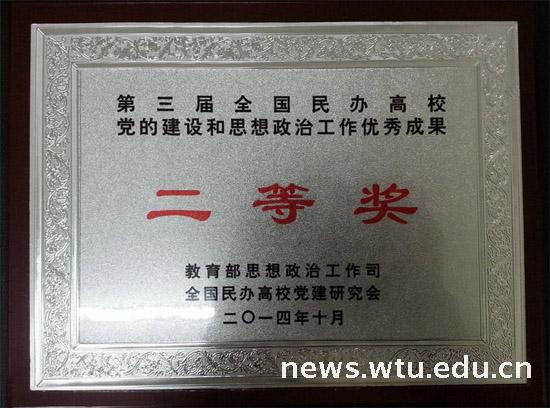 第三届全国民办高校
党的建设和思想政治工作优秀成果
二等奖
教育部思想政治工作司
全国民办高校党建研究会
二〇一四年十月
news.wtu.edu.cn